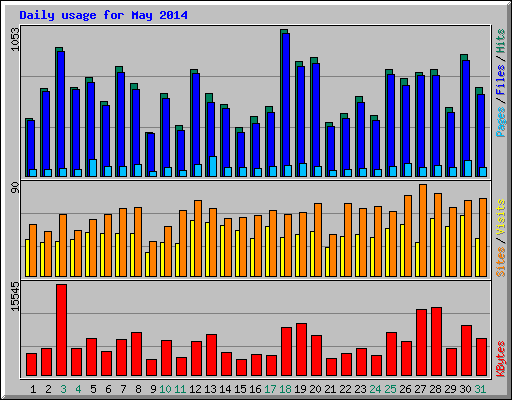 Daily usage for May 2014
1053
Pages/Files/Hits
90
Sites/Visits
15545
KBytes
1 2 3 4 5 6 7 8 9 10 11 12 13 14 15 16 17 18 19 20 21 22 23 24 25 26 27 28 29 30 31